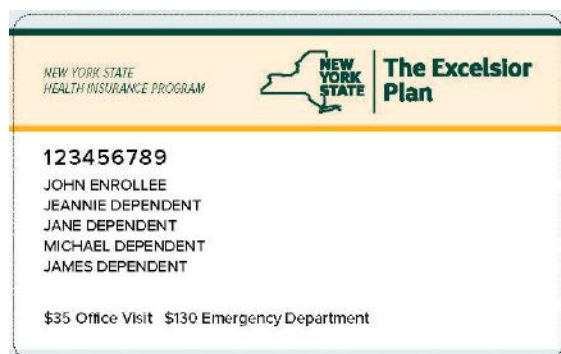 NEW YORK STATE
HEALTH INSURANCE PROGRAM
NEW
YORK
STATE
The Excelsior
Plan
123456789
JOHN ENROLLEE
JEANNIE DEPENDENT
JANE DEPENDENT
MICHAEL DEPENDENT
JAMES DEPENDENT
$35 Office Visit $130 Emergency Department